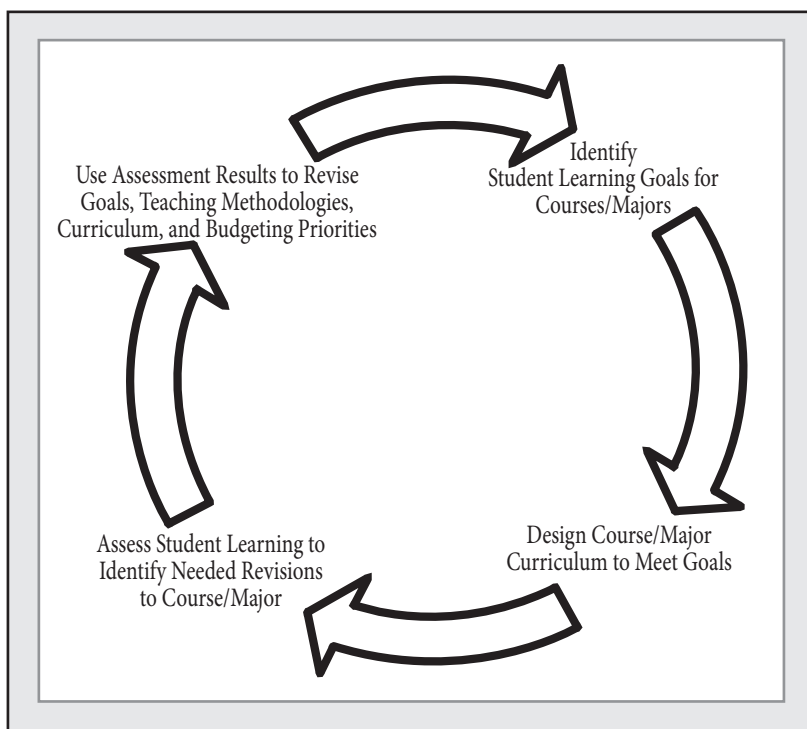 Use Assessment Results to Revise
Goals, Teaching Methodologies,
Curriculum, and Budgeting Priorities
Identify
Student Learning Goals for
Courses/Majors
Design Course/Major
Curriculum to Meet Goals
Assess Student Learning to
Identify Needed Revisions
to Course/Major